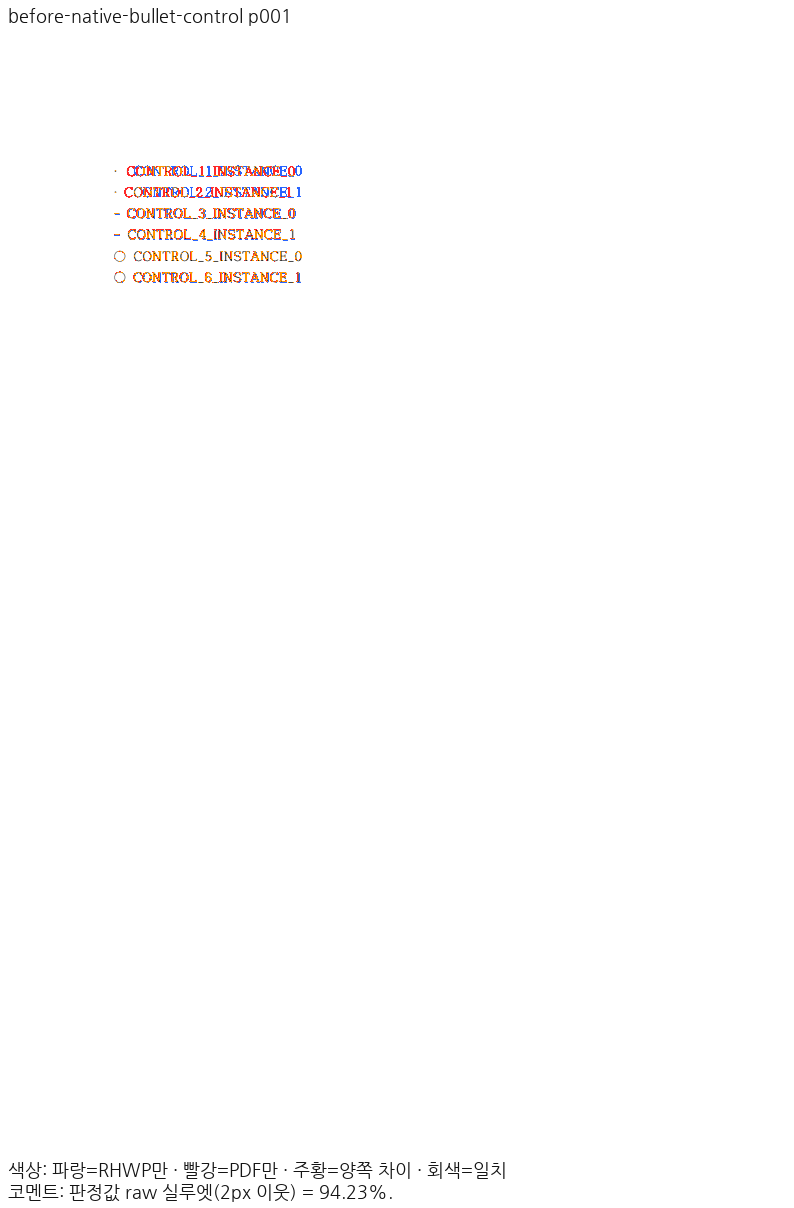 before-native-bullet-control p001
· CONTROL_1_INSTANCE_0
· CONTROL_2_INSTANCE_1
- CONTROL_3_INSTANCE_0
- CONTROL_4_INSTANCE_1
○ CONTROL_5_INSTANCE_0
○ CONTROL_6_INSTANCE_1
색상: 파랑=RHWP만 · 빨강=PDF만 · 주황=양쪽 차이 · 회색=일치
코멘트: 판정값 raw 실루엣(2px 이웃) = 94.23%.